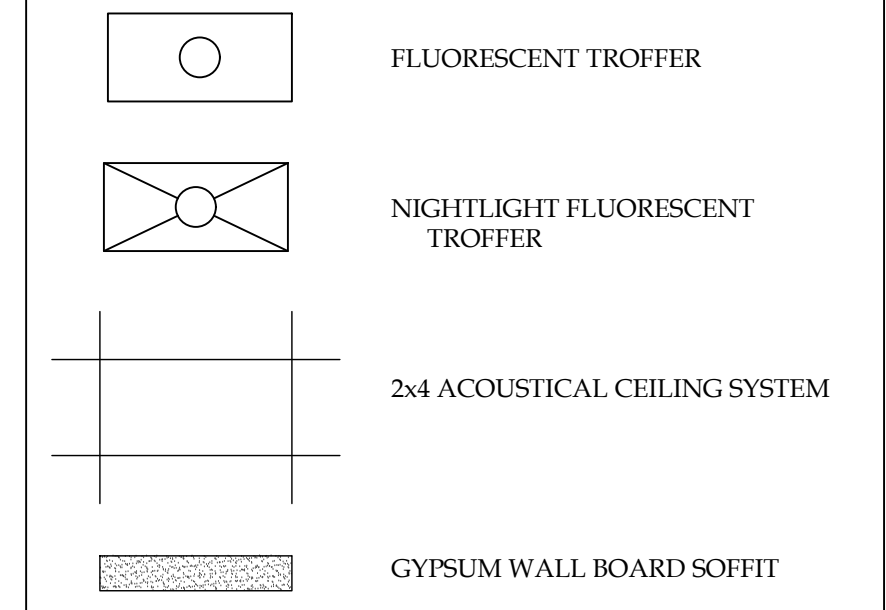 FLUORESCENT TROFFER
NIGHTLIGHT FLUORESCENT
TROFFER
2x4 ACOUSTICAL CEILING SYSTEM
GYPSUM WALL BOARD SOFFIT